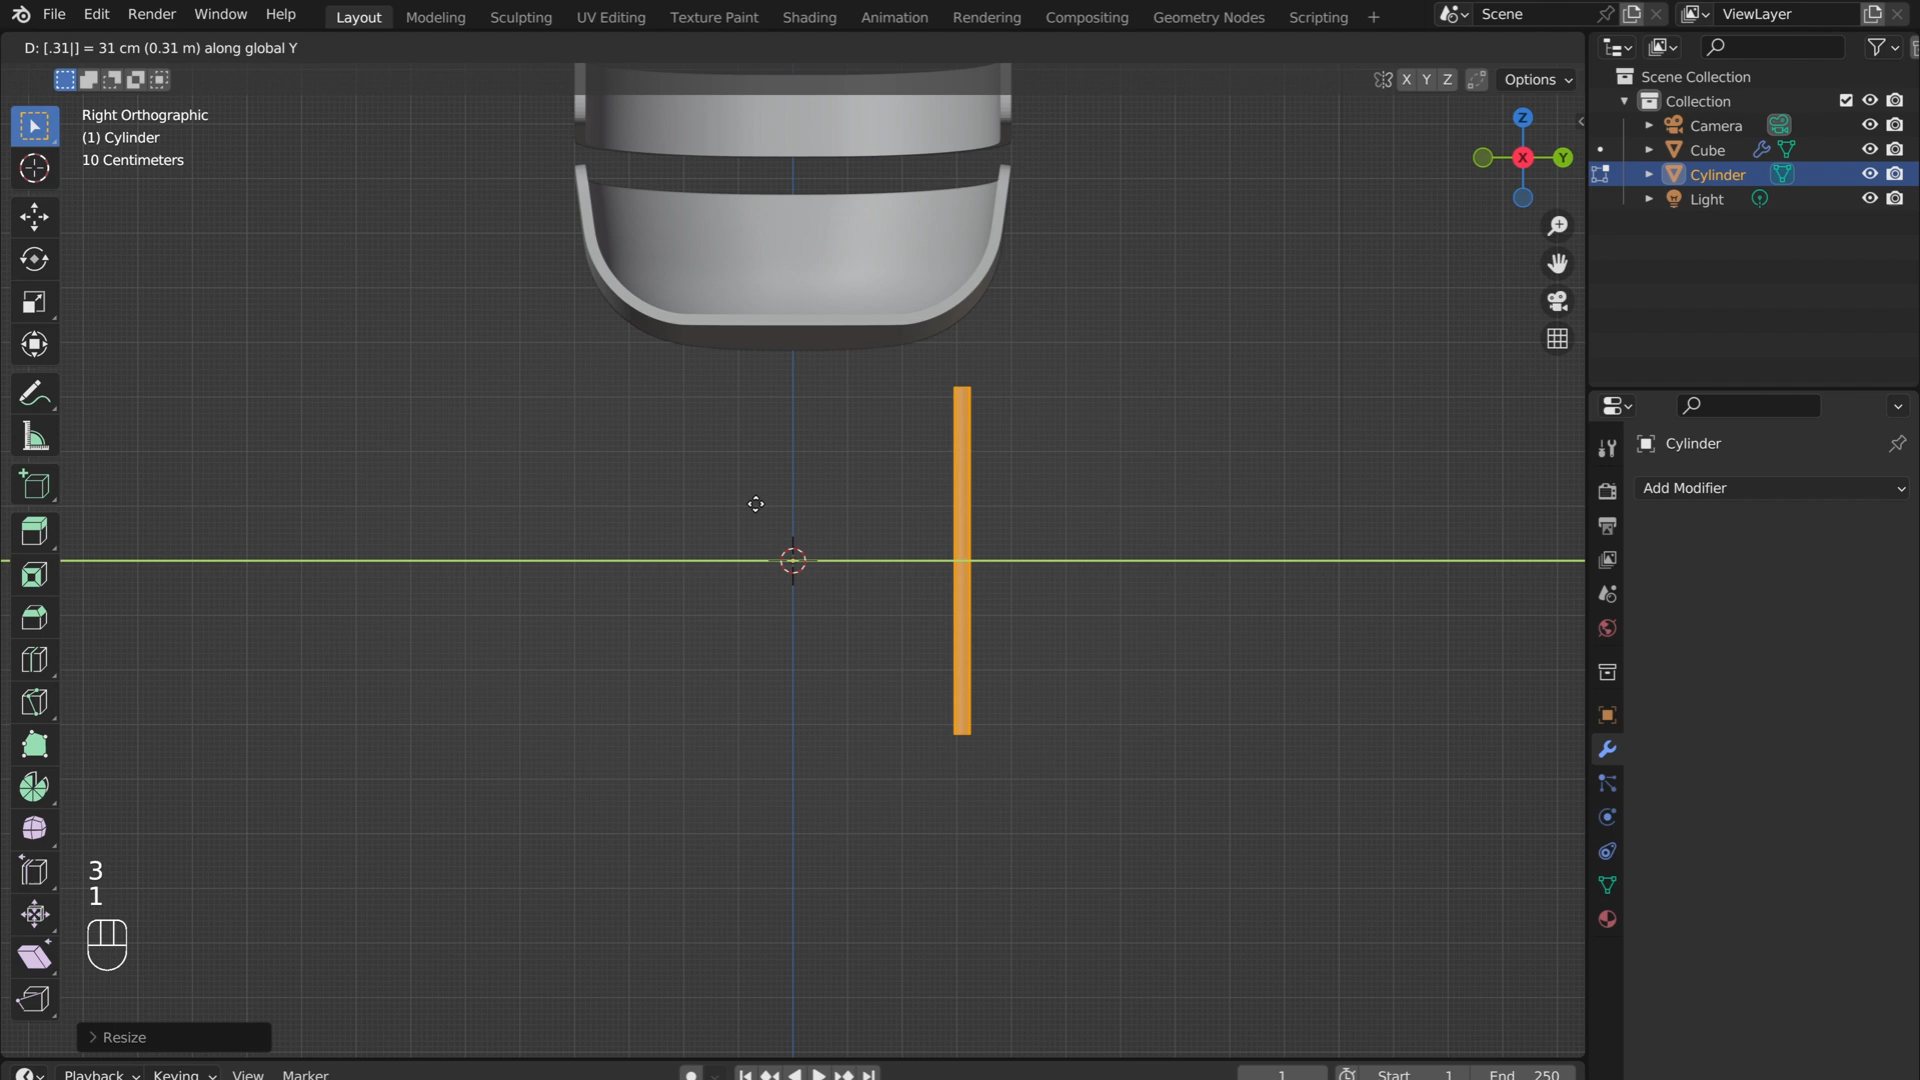 File Edit Render Window Help Layout Modeling Sculpting UV Editing Texture Paint Shading Animation Rendering Compositing Geometry Nodes Scripting + Scene ViewLayer
D: [.31|] = 31 cm (0.31 m) along global Y
X Y Z Options
Right Orthographic
(1) Cylinder
10 Centimeters
Z
X
Y
Scene Collection
Collection
Camera
Cube
Cylinder
Light
Cylinder
Add Modifier
3
1
Resize
Playback Keying View Marker 1 Start 1 End 250